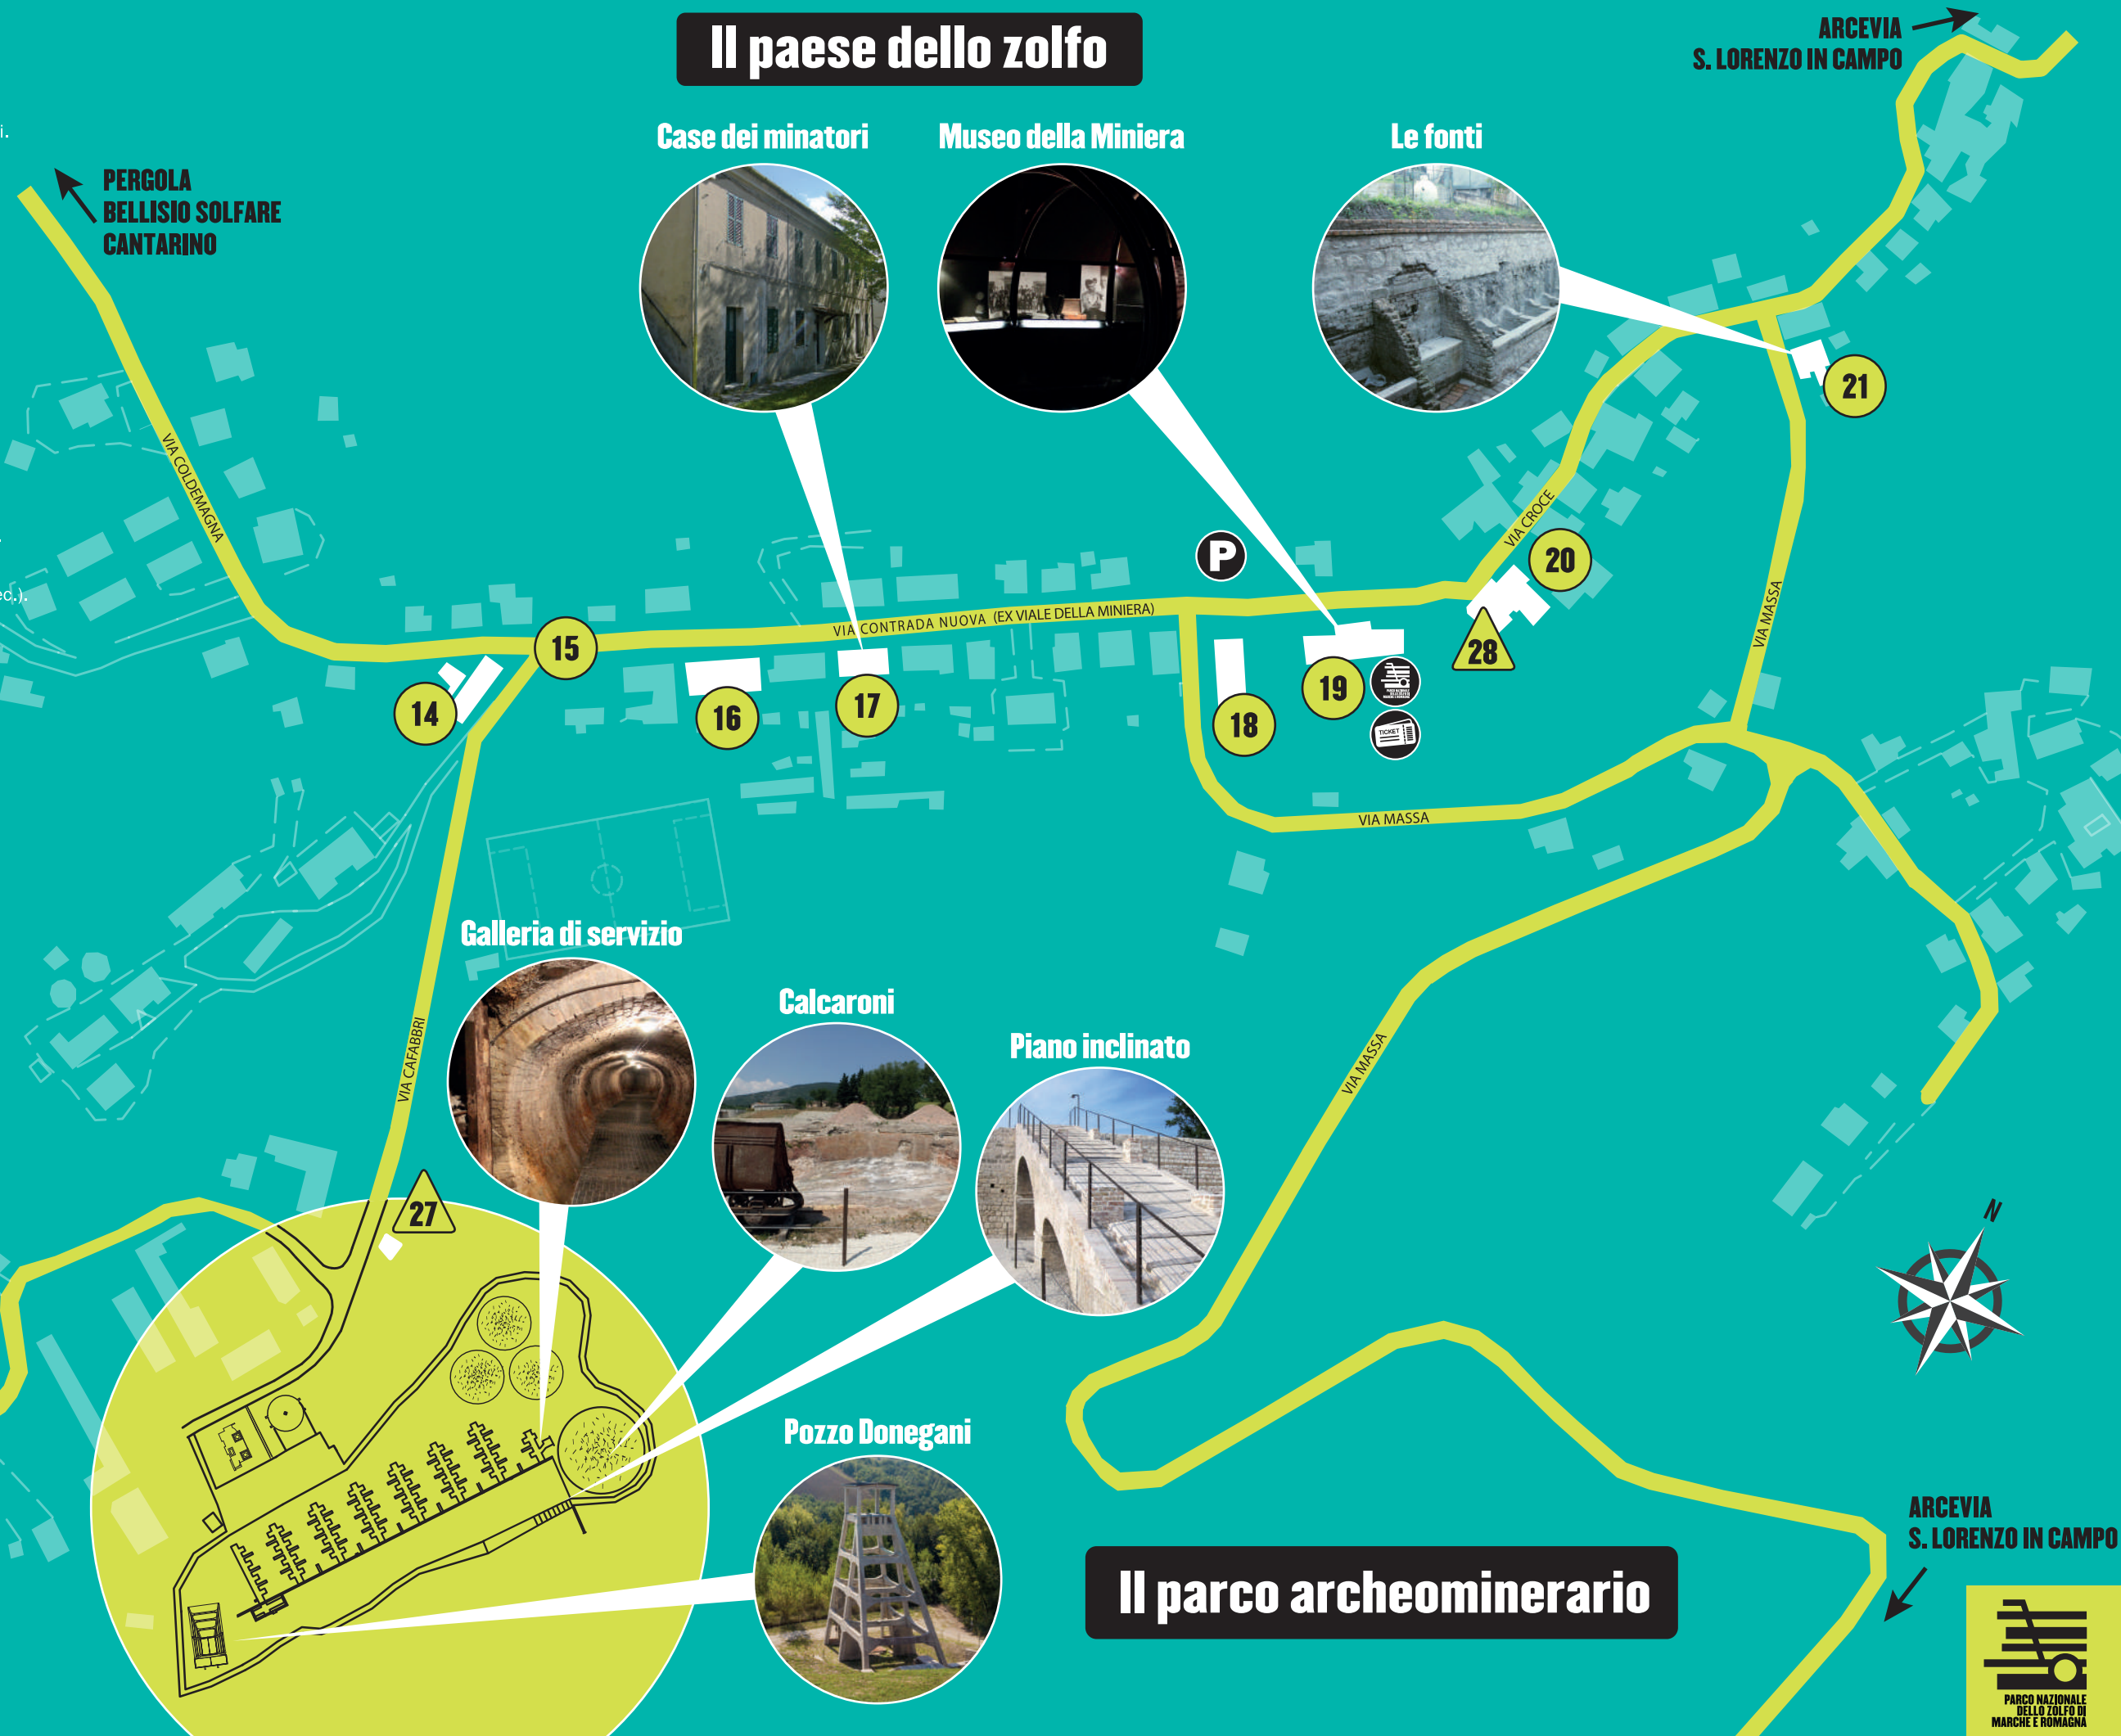 Il paese dello zolfo
ARCEVIA
S. LORENZO IN CAMPO
i.
PERGOLA
BELLISIO SOLFARE
CANTARINO
Case dei minatori
Museo della Miniera
Le fonti
21
VIA COLDEMAGNA
VIA CROCE
P
20
ec.).
VIA CONTRADA NUOVA (EX VIALE DELLA MINIERA)
VIA MASSA
15
28
14
16
17
18
19
TICKET
VIA MASSA
Galleria di servizio
Calcaroni
Piano inclinato
VIA CAFABBRI
VIA MASSA
27
N
Pozzo Donegani
Il parco archeominerario
ARCEVIA
S. LORENZO IN CAMPO
PARCO NAZIONALE
DELLO ZOLFO DI
MARCHE E ROMAGNA